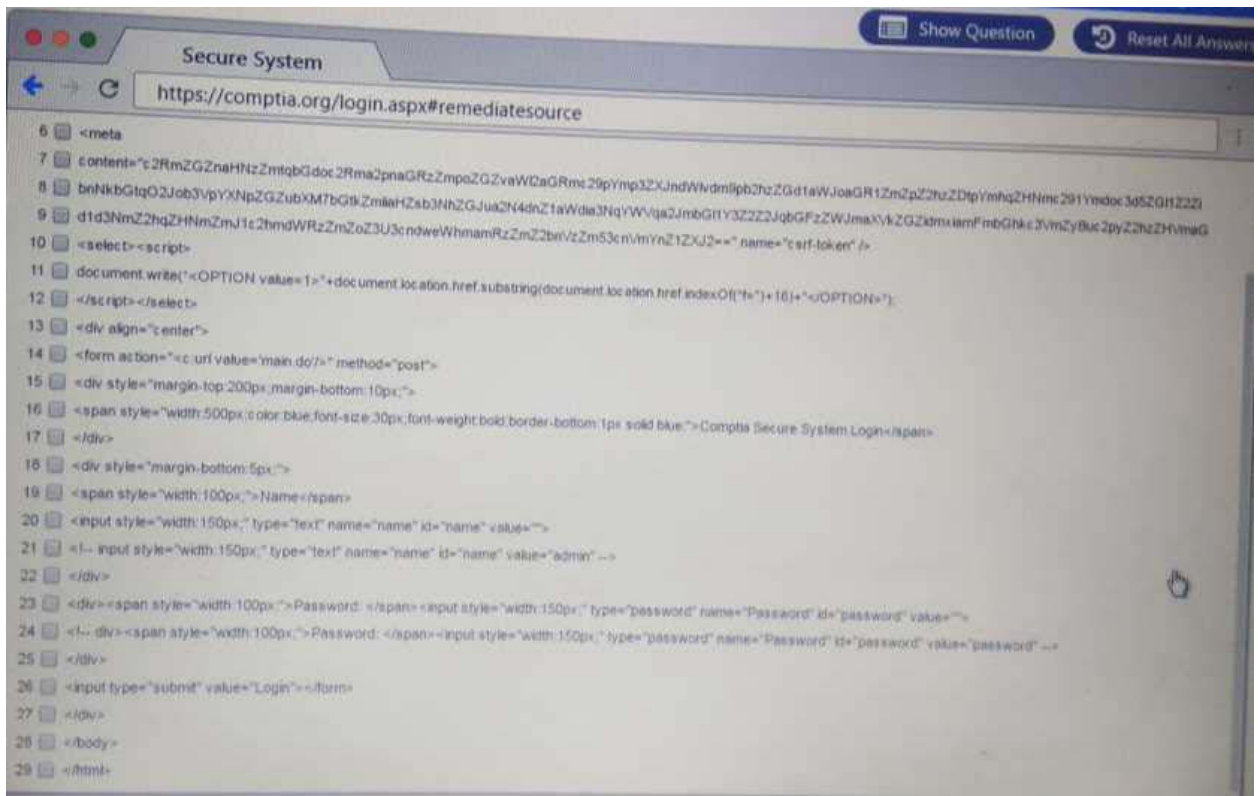 Show Question
Reset All Answers
Secure System
https://comptia.org/login.aspx#remediatesource
6 <meta
7
8
9 name="csrf-token" />
10 <select><script>
11 document.write("<OPTION value=1>"+document.location.href.substring(document.location.href.indexOf("f=")+16)+"</OPTION>");
12 </script></select>
13 <div align="center">
14 <form action="<c:url value='main.do'/>" method="post">
15 <div style="margin-top:200px;margin-bottom:10px;">
16 <span style="width:500px;color:blue;font-size:30px;font-weight:bold;border-bottom:1px solid blue;">Comptia Secure System Login</span>
17 </div>
18 <div style="margin-bottom:5px;">
19 <span style="width:100px;">Name</span>
20 <input style="width:150px;" type="text" name="name" id="name" value="">
21 <!-- input style="width:150px;" type="text" name="name" id="name" value="admin" -->
22 </div>
23 <div><span style="width:100px;">Password: </span><input style="width:150px;" type="password" name="Password" id="password" value="">
24 <!-- div><span style="width:100px;">Password: </span><input style="width:150px;" type="password" name="Password" id="password" value="password" -->
25 </div>
26 <input type="submit" value="Login"></form>
27 </div>
28 </body>
29 </html>